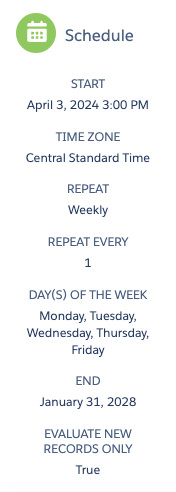 Schedule
START
April 3, 2024 3:00 PM
TIME ZONE
Central Standard Time
REPEAT
Weekly
REPEAT EVERY
1
DAY(S) OF THE WEEK
Monday, Tuesday,
Wednesday, Thursday,
Friday
END
January 31, 2028
EVALUATE NEW
RECORDS ONLY
True